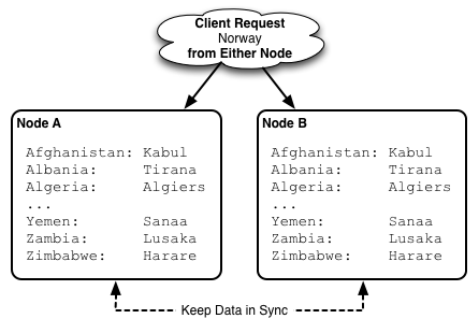 Client Request
Norway
from Either Node
Node A
Afghanistan: Kabul
Albania: Tirana
Algeria: Algiers
...
Yemen: Sanaa
Zambia: Lusaka
Zimbabwe: Harare
Node B
Afghanistan: Kabul
Albania: Tirana
Algeria: Algiers
...
Yemen: Sanaa
Zambia: Lusaka
Zimbabwe: Harare
Keep Data in Sync